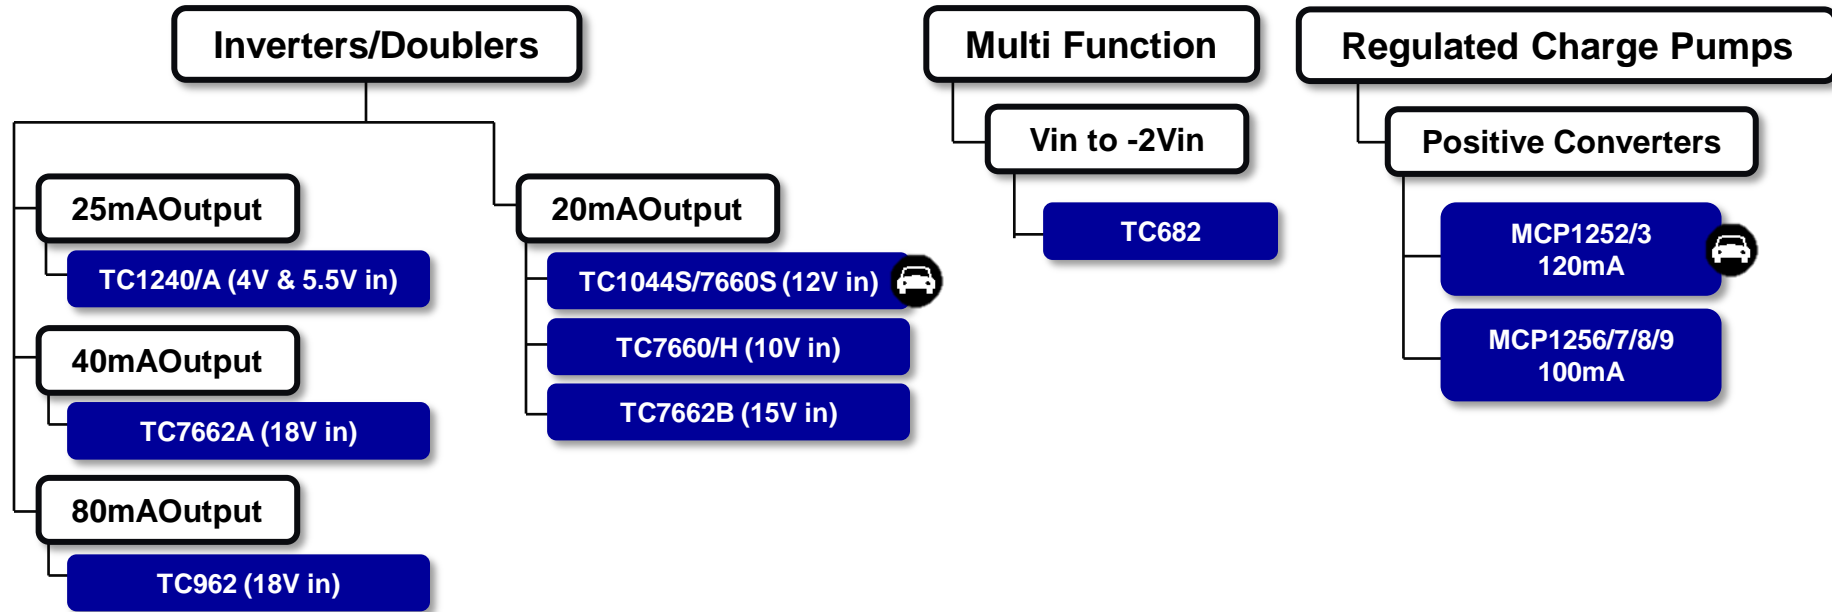 Inverters/Doublers
25mAOutput
TC1240/A (4V & 5.5V in)
40mAOutput
TC7662A (18V in)
80mAOutput
TC962 (18V in)
20mAOutput
TC1044S/7660S (12V in)
TC7660/H (10V in)
TC7662B (15V in)
Multi Function
Vin to -2Vin
TC682
Regulated Charge Pumps
Positive Converters
MCP1252/3
120mA
MCP1256/7/8/9
100mA